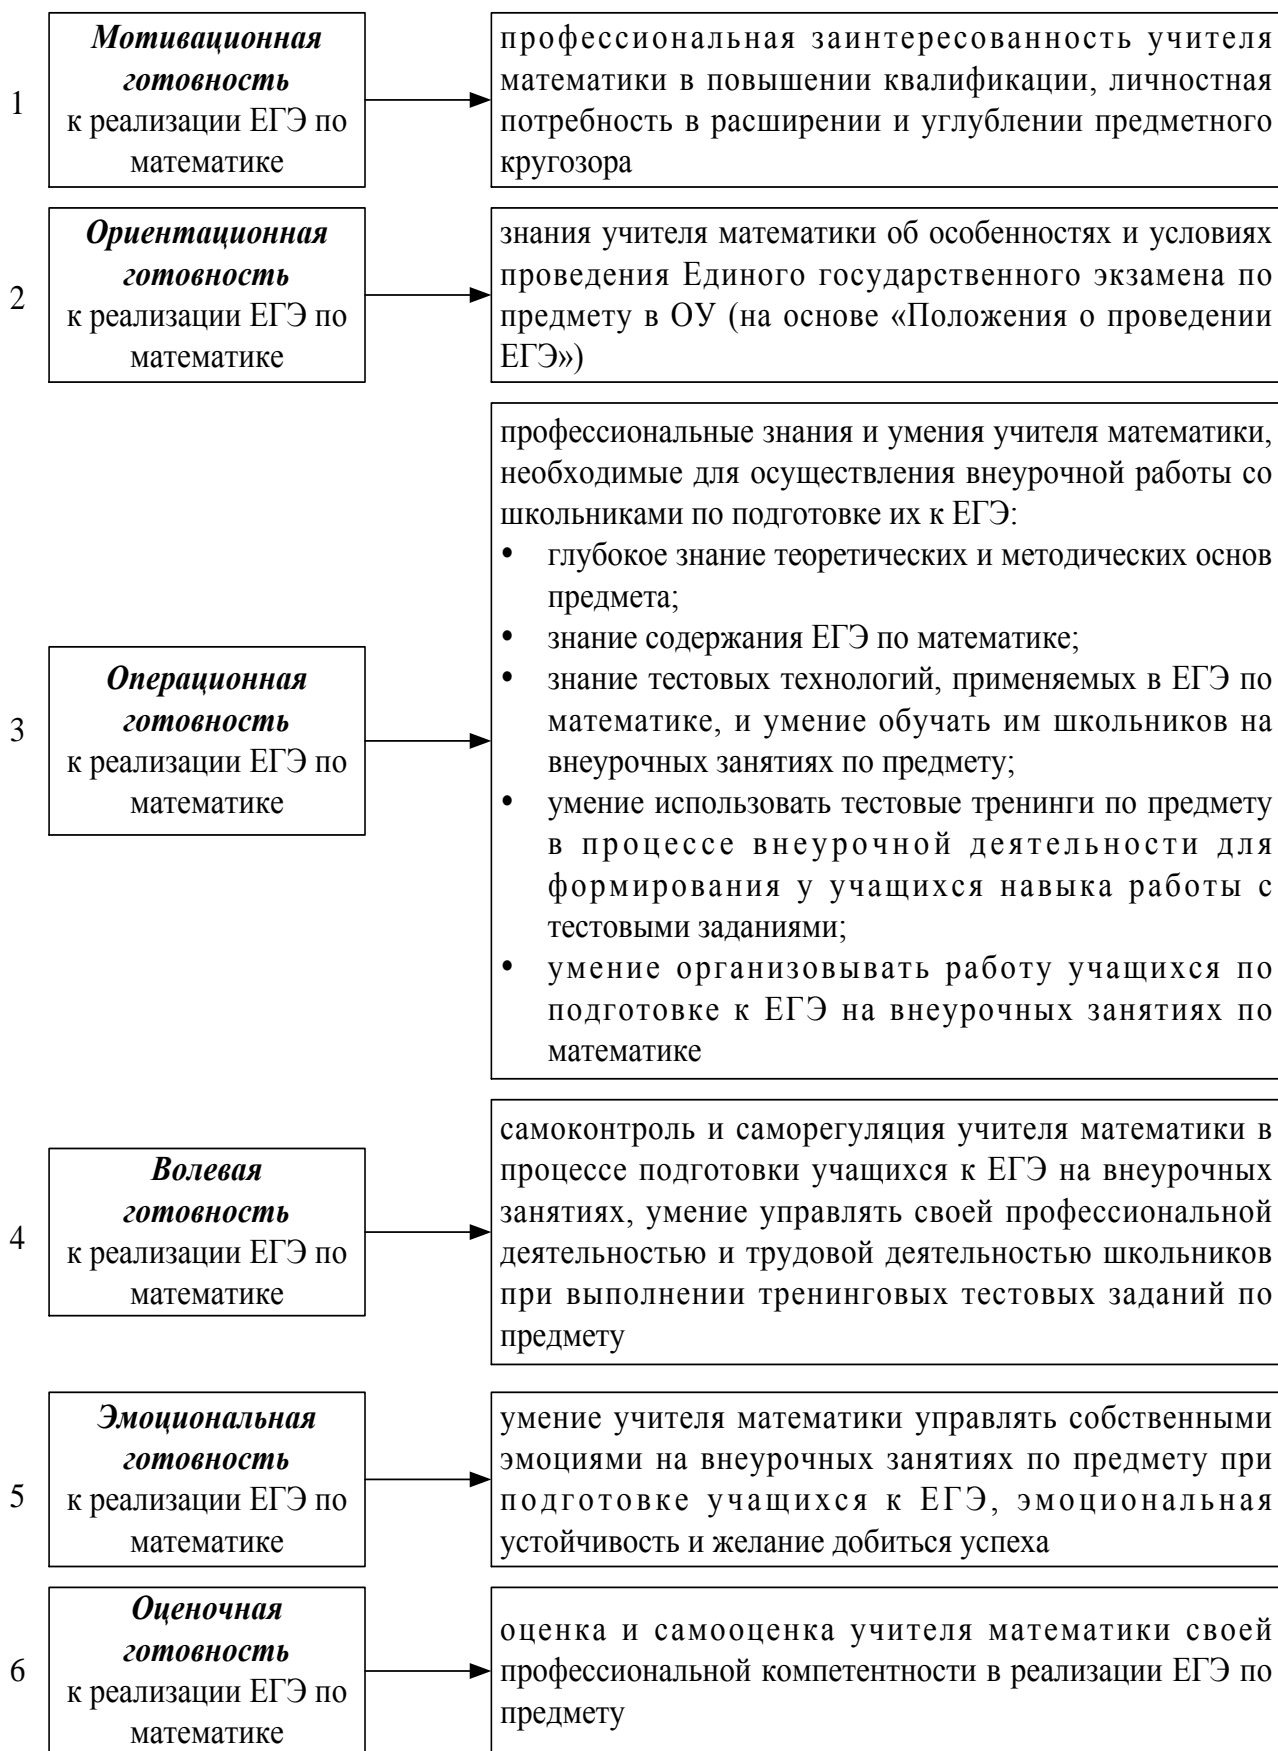 1
Мотивационная
готовность
к реализации ЕГЭ по
математике
профессиональная заинтересованность учителя
математики в повышении квалификации, личностная
потребность в расширении и углублении предметного
кругозора
2
Ориентационная
готовность
к реализации ЕГЭ по
математике
знания учителя математики об особенностях и условиях
проведения Единого государственного экзамена по
предмету в ОУ (на основе «Положения о проведении
ЕГЭ»)
3
Операционная
готовность
к реализации ЕГЭ по
математике
профессиональные знания и умения учителя математики,
необходимые для осуществления внеурочной работы со
школьниками по подготовке их к ЕГЭ:
• глубокое знание теоретических и методических основ
предмета;
• знание содержания ЕГЭ по математике;
• знание тестовых технологий, применяемых в ЕГЭ по
математике, и умение обучать им школьников на
внеурочных занятиях по предмету;
• умение использовать тестовые тренинги по предмету
в процессе внеурочной деятельности для
формирования у учащихся навыка работы с
тестовыми заданиями;
• умение организовывать работу учащихся по
подготовке к ЕГЭ на внеурочных занятиях по
математике
4
Волевая
готовность
к реализации ЕГЭ по
математике
самоконтроль и саморегуляция учителя математики в
процессе подготовки учащихся к ЕГЭ на внеурочных
занятиях, умение управлять своей профессиональной
деятельностью и трудовой деятельностью школьников
при выполнении тренинговых тестовых заданий по
предмету
5
Эмоциональная
готовность
к реализации ЕГЭ по
математике
умение учителя математики управлять собственными
эмоциями на внеурочных занятиях по предмету при
подготовке учащихся к ЕГЭ, эмоциональная
устойчивость и желание добиться успеха
6
Оценочная
готовность
к реализации ЕГЭ по
математике
оценка и самооценка учителя математики своей
профессиональной компетентности в реализации ЕГЭ по
предмету